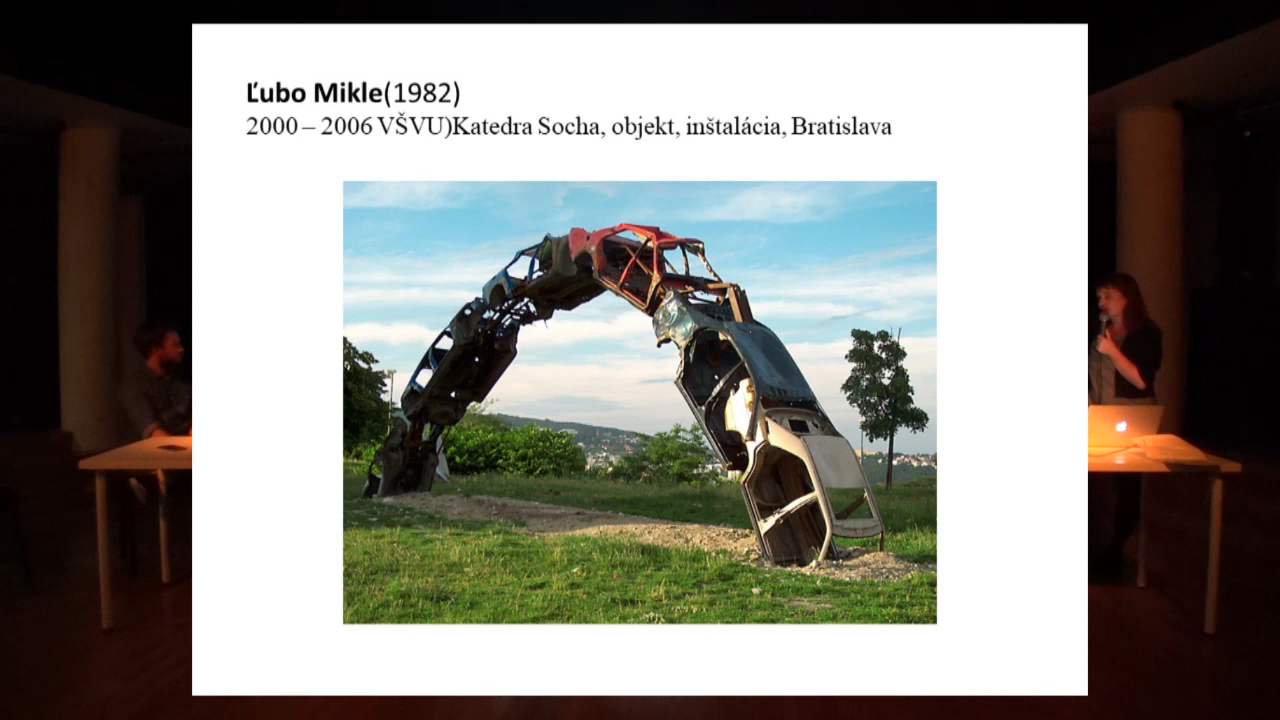 Ľubo Mikle(1982)
2000 – 2006 VŠVU)Katedra Socha, objekt, inštalácia, Bratislava